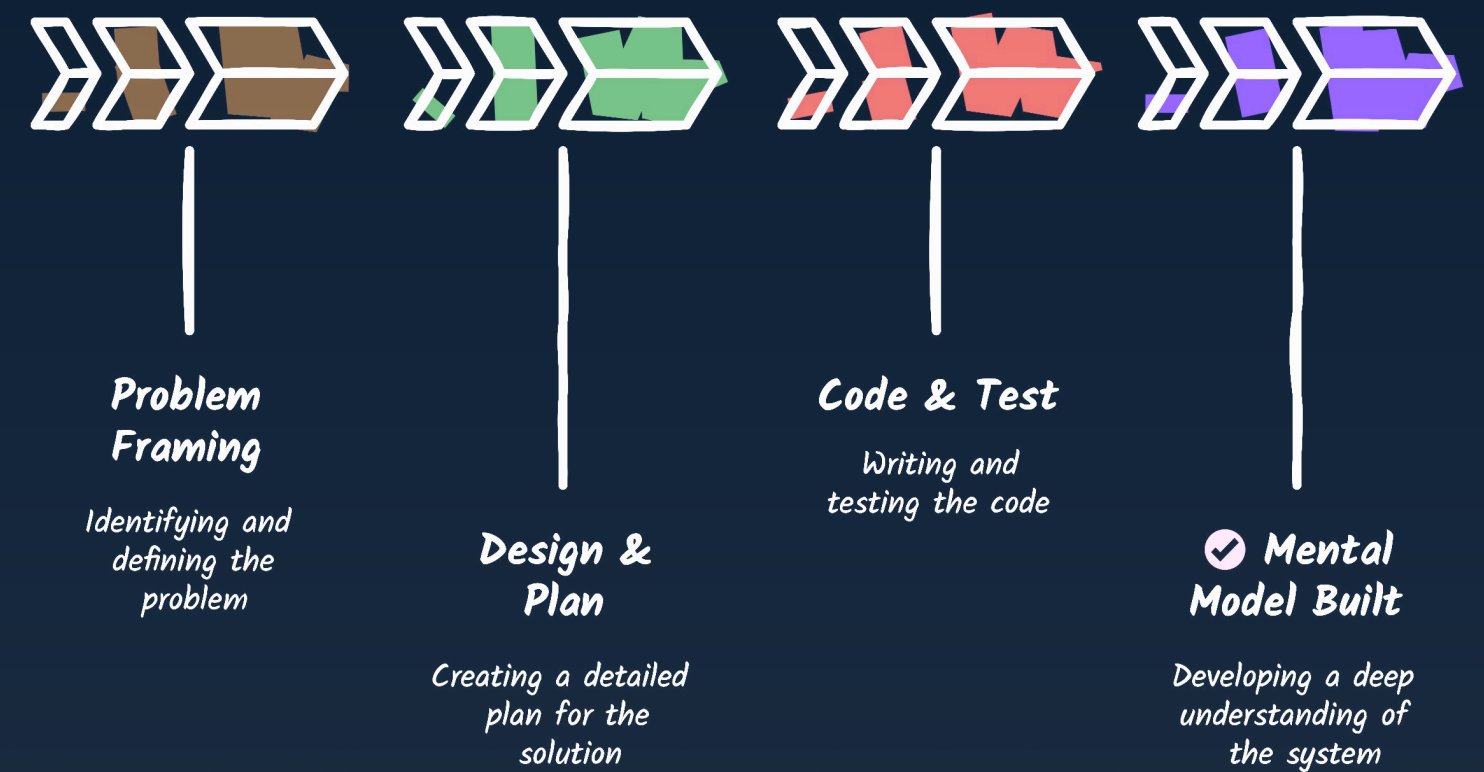 Problem
Framing
Identifying and
defining the
problem
Design &
Plan
Creating a detailed
plan for the
solution
Code & Test
Writing and
testing the code
Mental
Model Built
Developing a deep
understanding of
the system